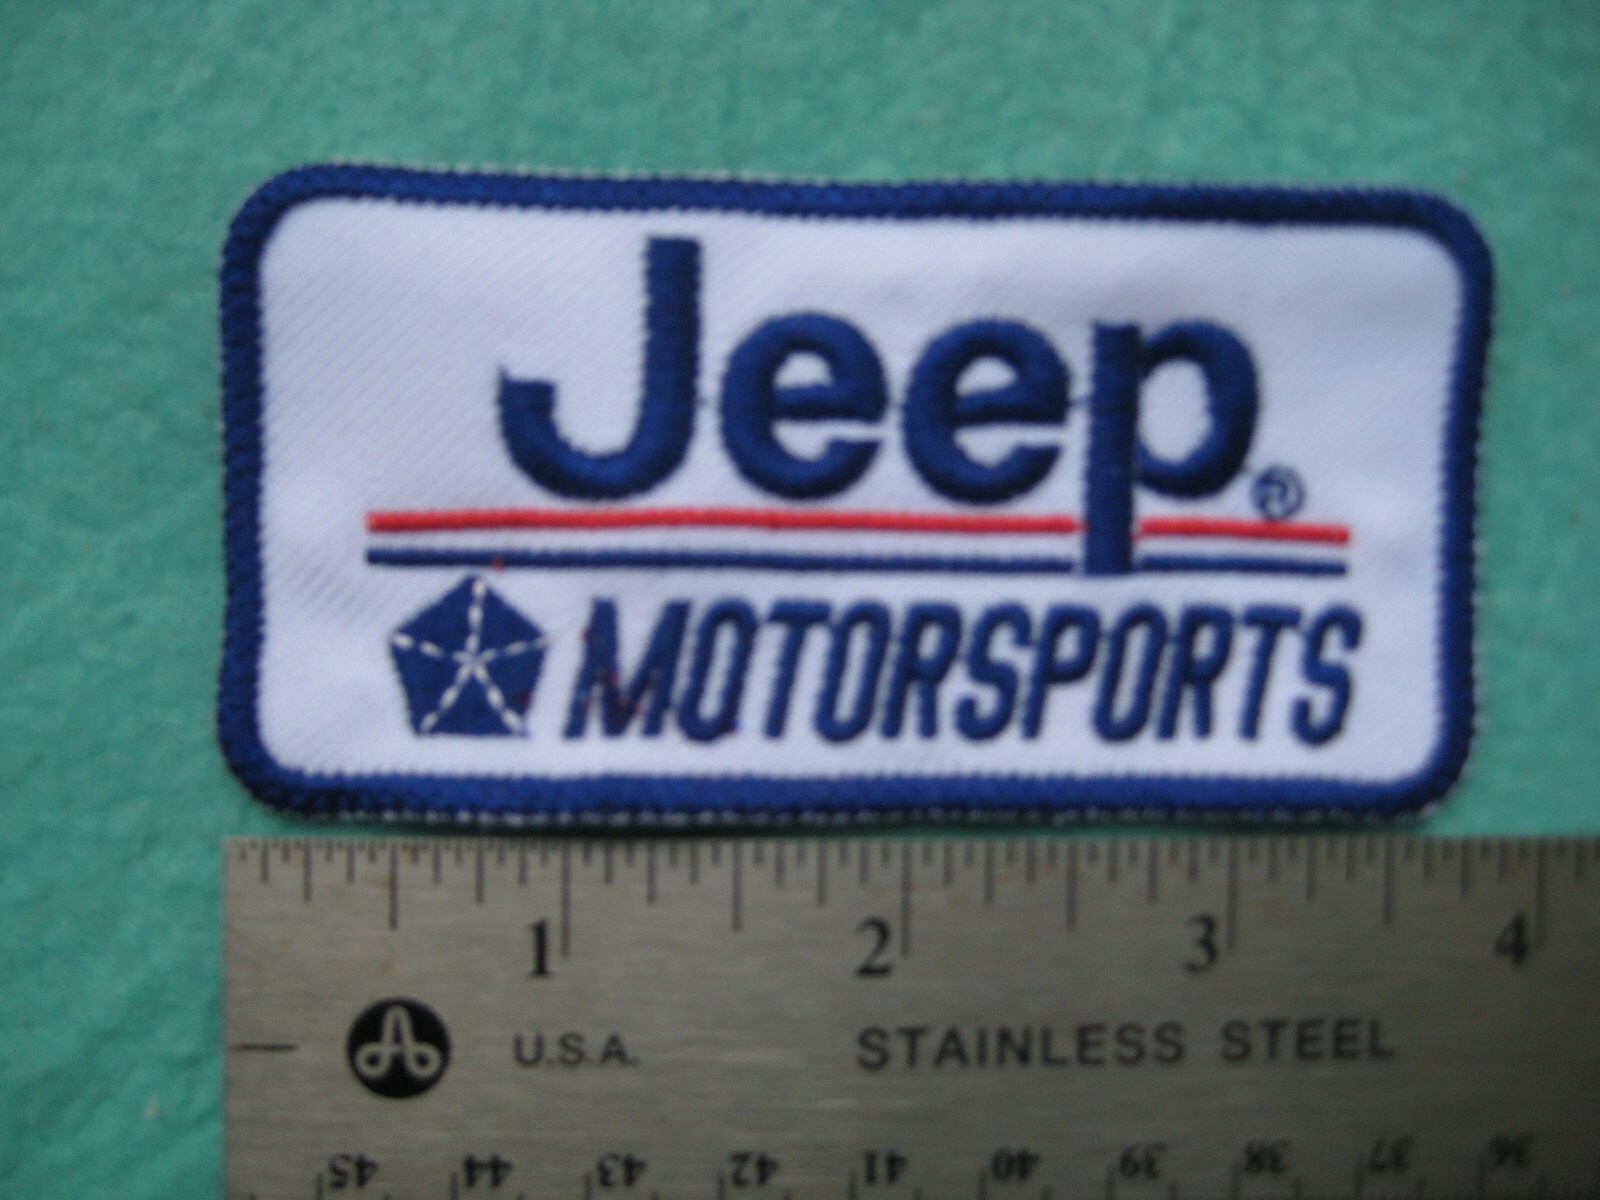 Jeep®
MOTORSPORTS
1 2 3 4
U.S.A. STAINLESS STEEL
45 44 43 42 41 40 39 38 37 36